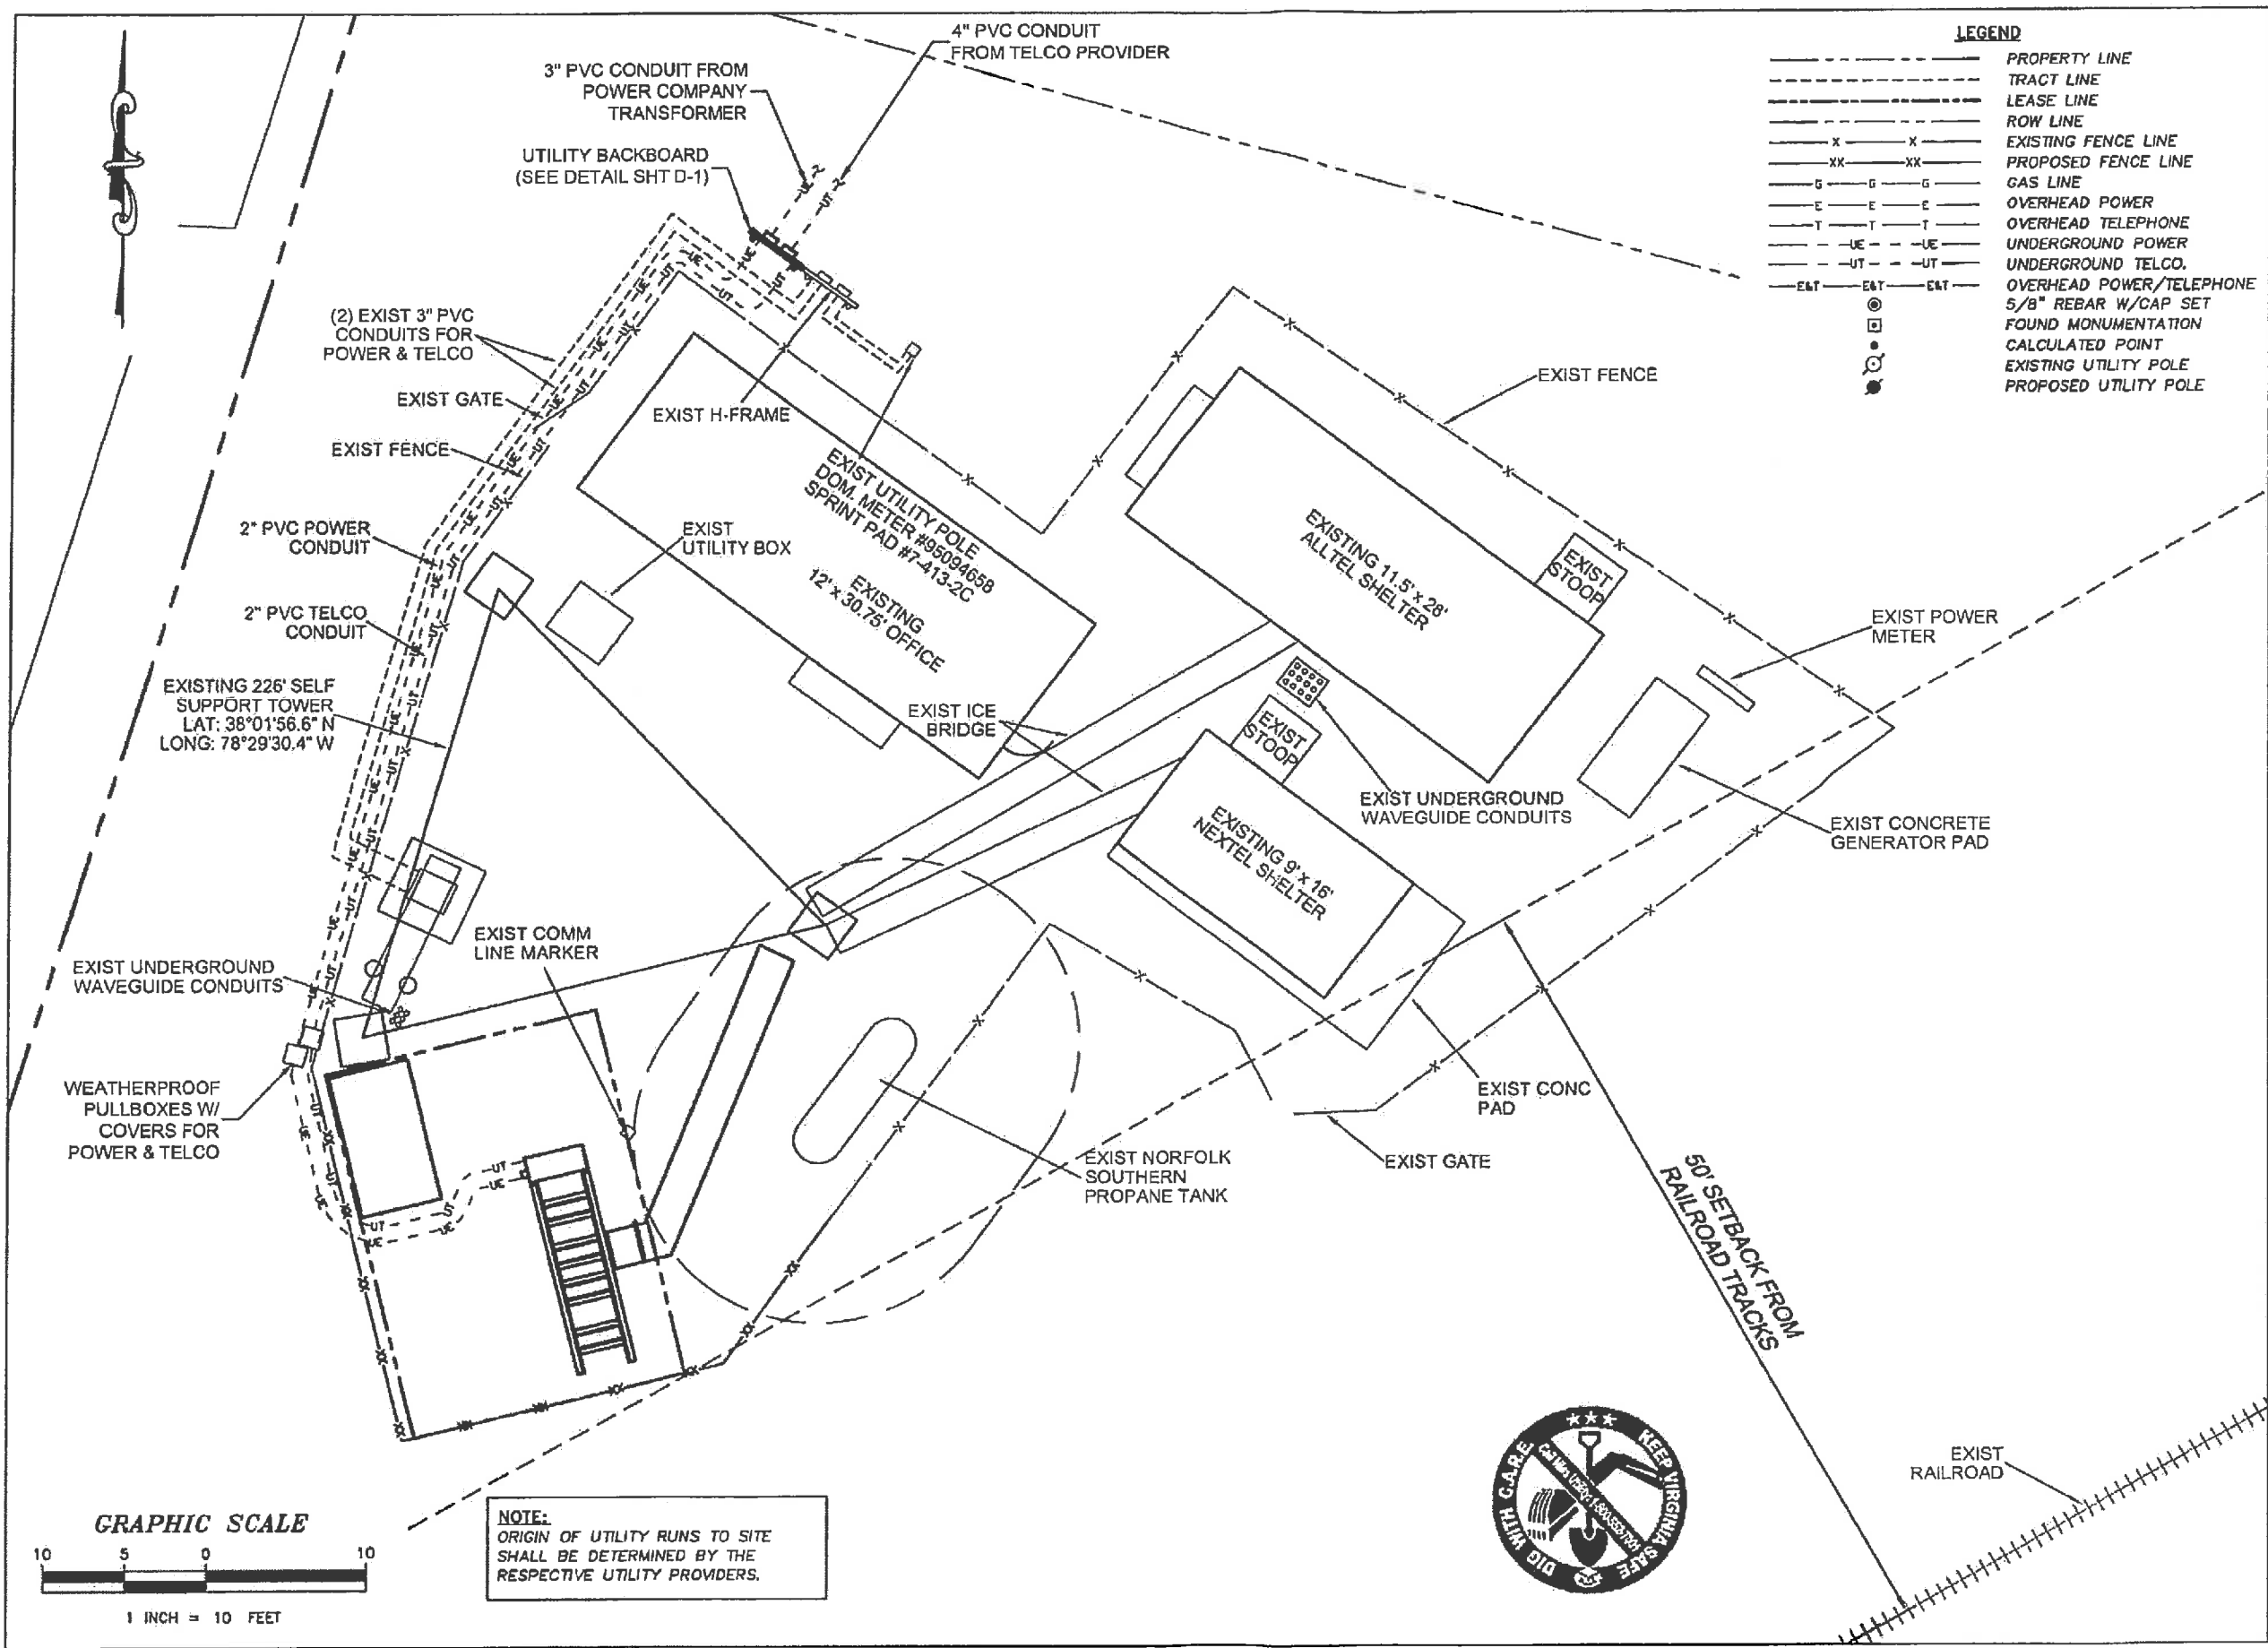 4" PVC CONDUIT
FROM TELCO PROVIDER
3" PVC CONDUIT FROM
POWER COMPANY
TRANSFORMER
UTILITY BACKBOARD
(SEE DETAIL SHT D-1)
(2) EXIST 3" PVC
CONDUITS FOR
POWER & TELCO
EXIST GATE
EXIST FENCE
2" PVC POWER
CONDUIT
2" PVC TELCO
CONDUIT
EXISTING 226' SELF
SUPPORT TOWER
LAT: 38°01'56.6" N
LONG: 78°29'30.4" W
EXIST UNDERGROUND
WAVEGUIDE CONDUITS
WEATHERPROOF
PULLBOXES W/
COVERS FOR
POWER & TELCO
EXIST H-FRAME
EXIST
UTILITY BOX
EXIST UTILITY POLE
DOM. METER #95094658
SPRINT PAD #7-413-2C
EXISTING
12' x 30.75' OFFICE
EXIST ICE
BRIDGE
EXIST COMM
LINE MARKER
EXISTING 11.5' x 28'
ALLTEL SHELTER
EXIST
STOOP
EXIST FENCE
EXIST POWER
METER
EXIST
STOOP
EXIST UNDERGROUND
WAVEGUIDE CONDUITS
EXISTING 9' x 16'
NEXTEL SHELTER
EXIST CONCRETE
GENERATOR PAD
EXIST CONC
PAD
EXIST GATE
EXIST NORFOLK
SOUTHERN
PROPANE TANK
50' SETBACK FROM
RAILROAD TRACKS
EXIST
RAILROAD
LEGEND
PROPERTY LINE
TRACT LINE
LEASE LINE
ROW LINE
X X EXISTING FENCE LINE
XX XX PROPOSED FENCE LINE
G G G GAS LINE
E E E OVERHEAD POWER
T T T OVERHEAD TELEPHONE
UE UE UNDERGROUND POWER
UT UT UNDERGROUND TELCO.
E&T E&T E&T OVERHEAD POWER/TELEPHONE
5/8" REBAR W/CAP SET
FOUND MONUMENTATION
CALCULATED POINT
EXISTING UTILITY POLE
PROPOSED UTILITY POLE
GRAPHIC SCALE
10 5 0 10
1 INCH = 10 FEET
NOTE:
ORIGIN OF UTILITY RUNS TO SITE
SHALL BE DETERMINED BY THE
RESPECTIVE UTILITY PROVIDERS.
KEEP VIRGINIA SAFE
DIG WITH C.A.R.E.